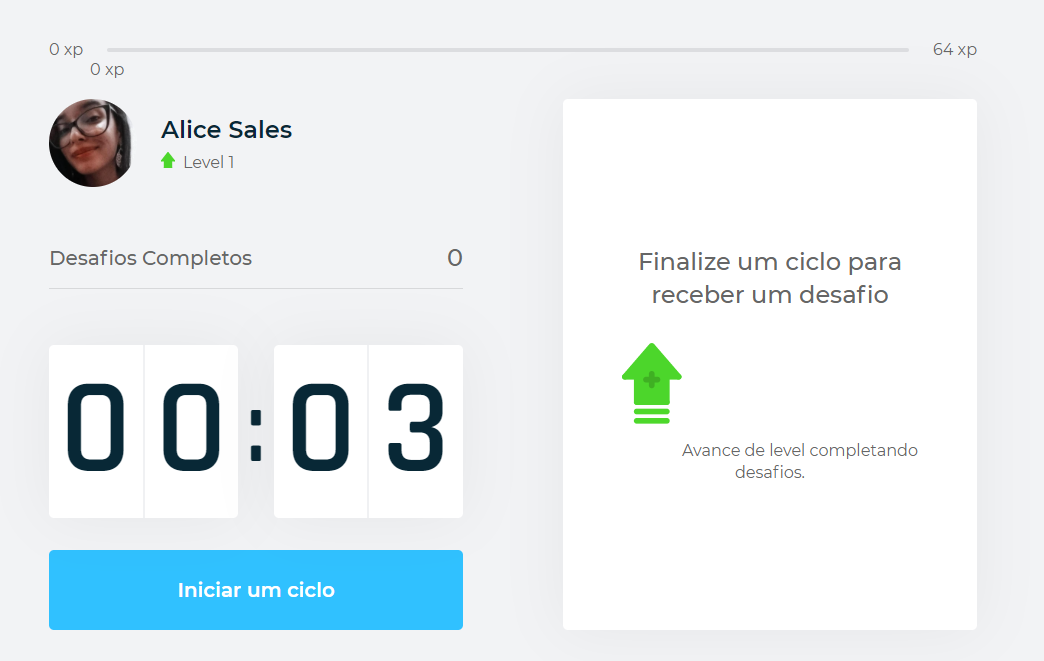 0 xp
64 xp
0 xp
Alice Sales
Level 1
Desafios Completos 0
00:03
Iniciar um ciclo
Finalize um ciclo para
receber um desafio
Avance de level completando
desafios.